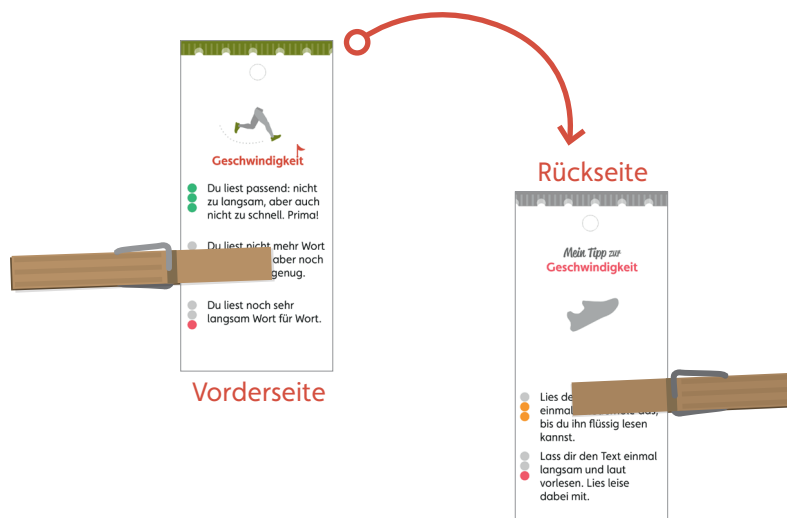 Geschwindigkeit
Du liest passend: nicht
zu langsam, aber auch
nicht zu schnell. Prima!
Du liest nicht mehr Wort
aber noch
genug.
Du liest noch sehr
langsam Wort für Wort.
Vorderseite
Rückseite
Mein Tipp zur
Geschwindigkeit
Lies
bis du ihn flüssig lesen
kannst.
Lass dir den Text einmal
langsam und laut
vorlesen. Lies leise
dabei mit.